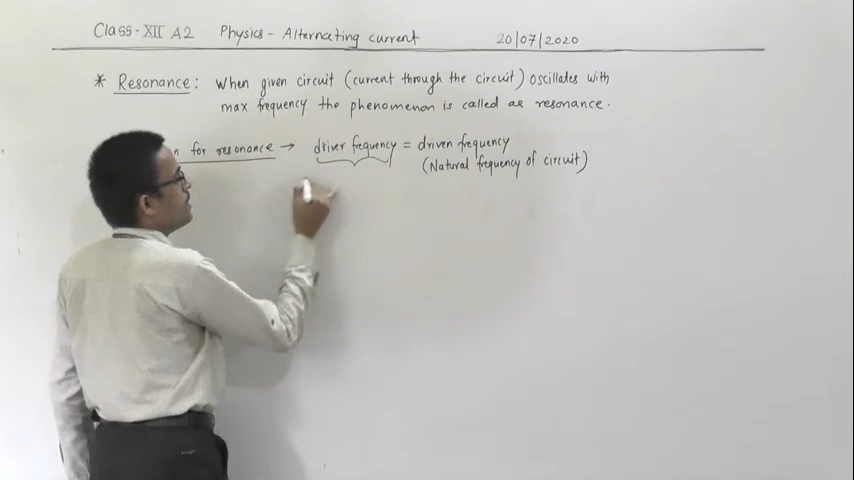 Class-XII A2 Physics - Alternating current 20/07/2020
* Resonance: When given circuit (current through the circuit) oscillates with
max frequency the phenomenon is called as resonance.
n for resonance → driver frequency = driven frequency
(Natural frequency of circuit)